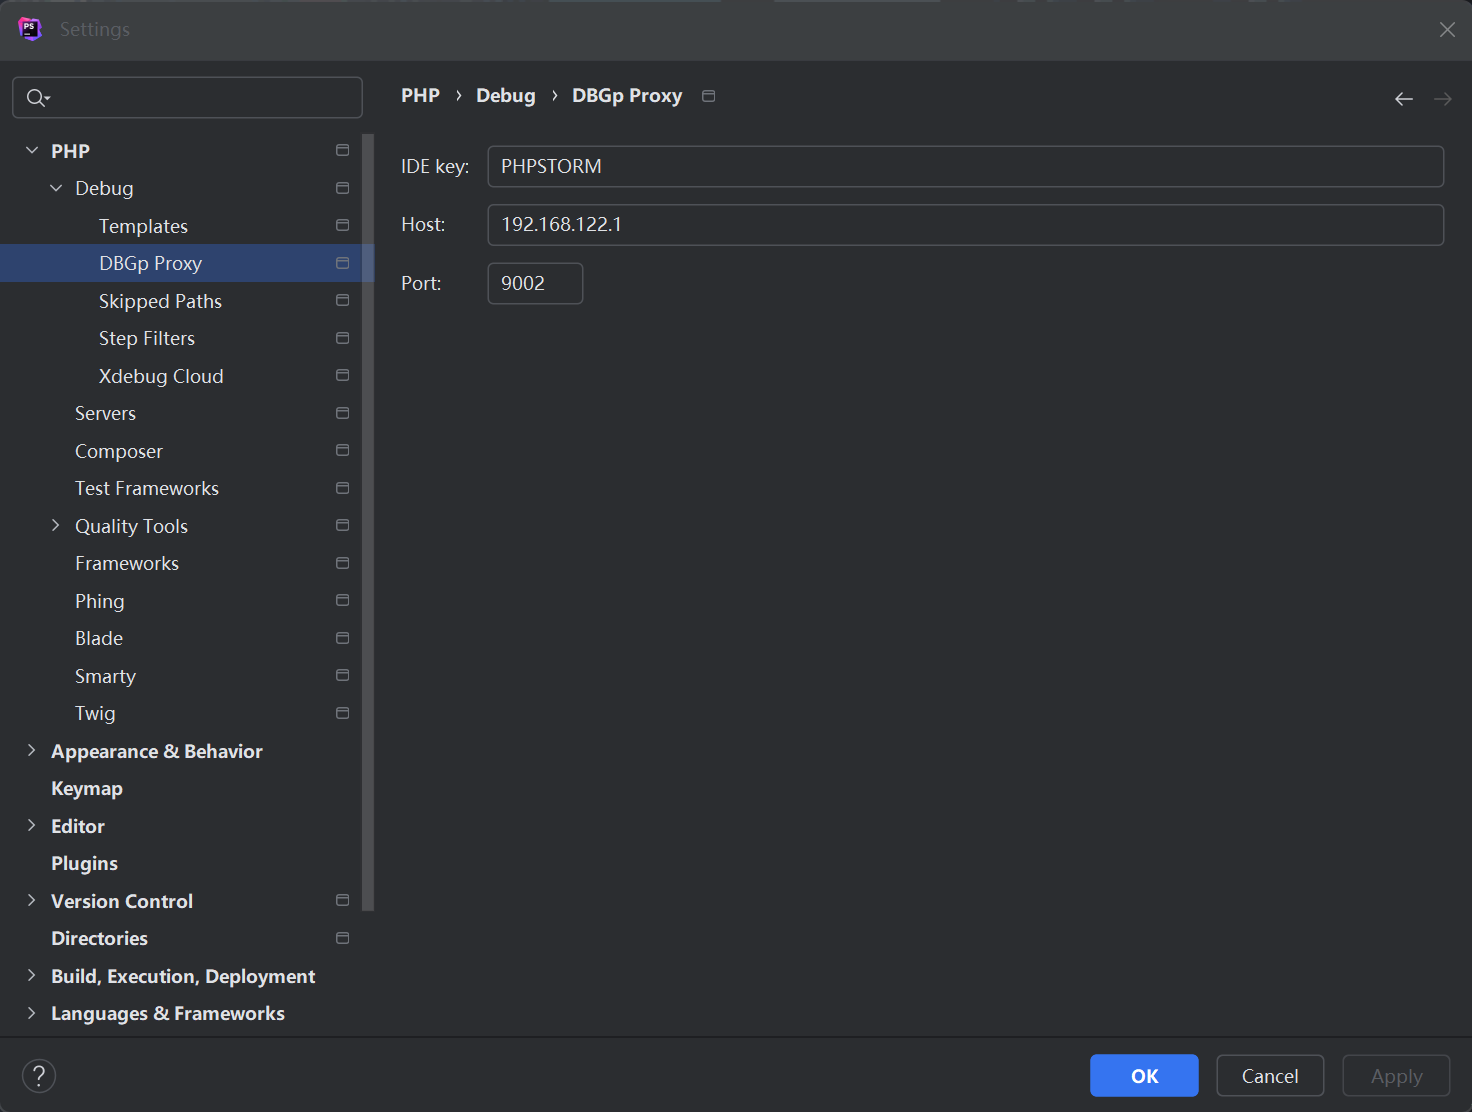 PS
Settings
PHP › Debug › DBGp Proxy
PHP
Debug
Templates
DBGp Proxy
Skipped Paths
Step Filters
Xdebug Cloud
Servers
Composer
Test Frameworks
Quality Tools
Frameworks
Phing
Blade
Smarty
Twig
Appearance & Behavior
Keymap
Editor
Plugins
Version Control
Directories
Build, Execution, Deployment
Languages & Frameworks
IDE key: PHPSTORM
Host: 192.168.122.1
Port: 9002
?
OK Cancel Apply